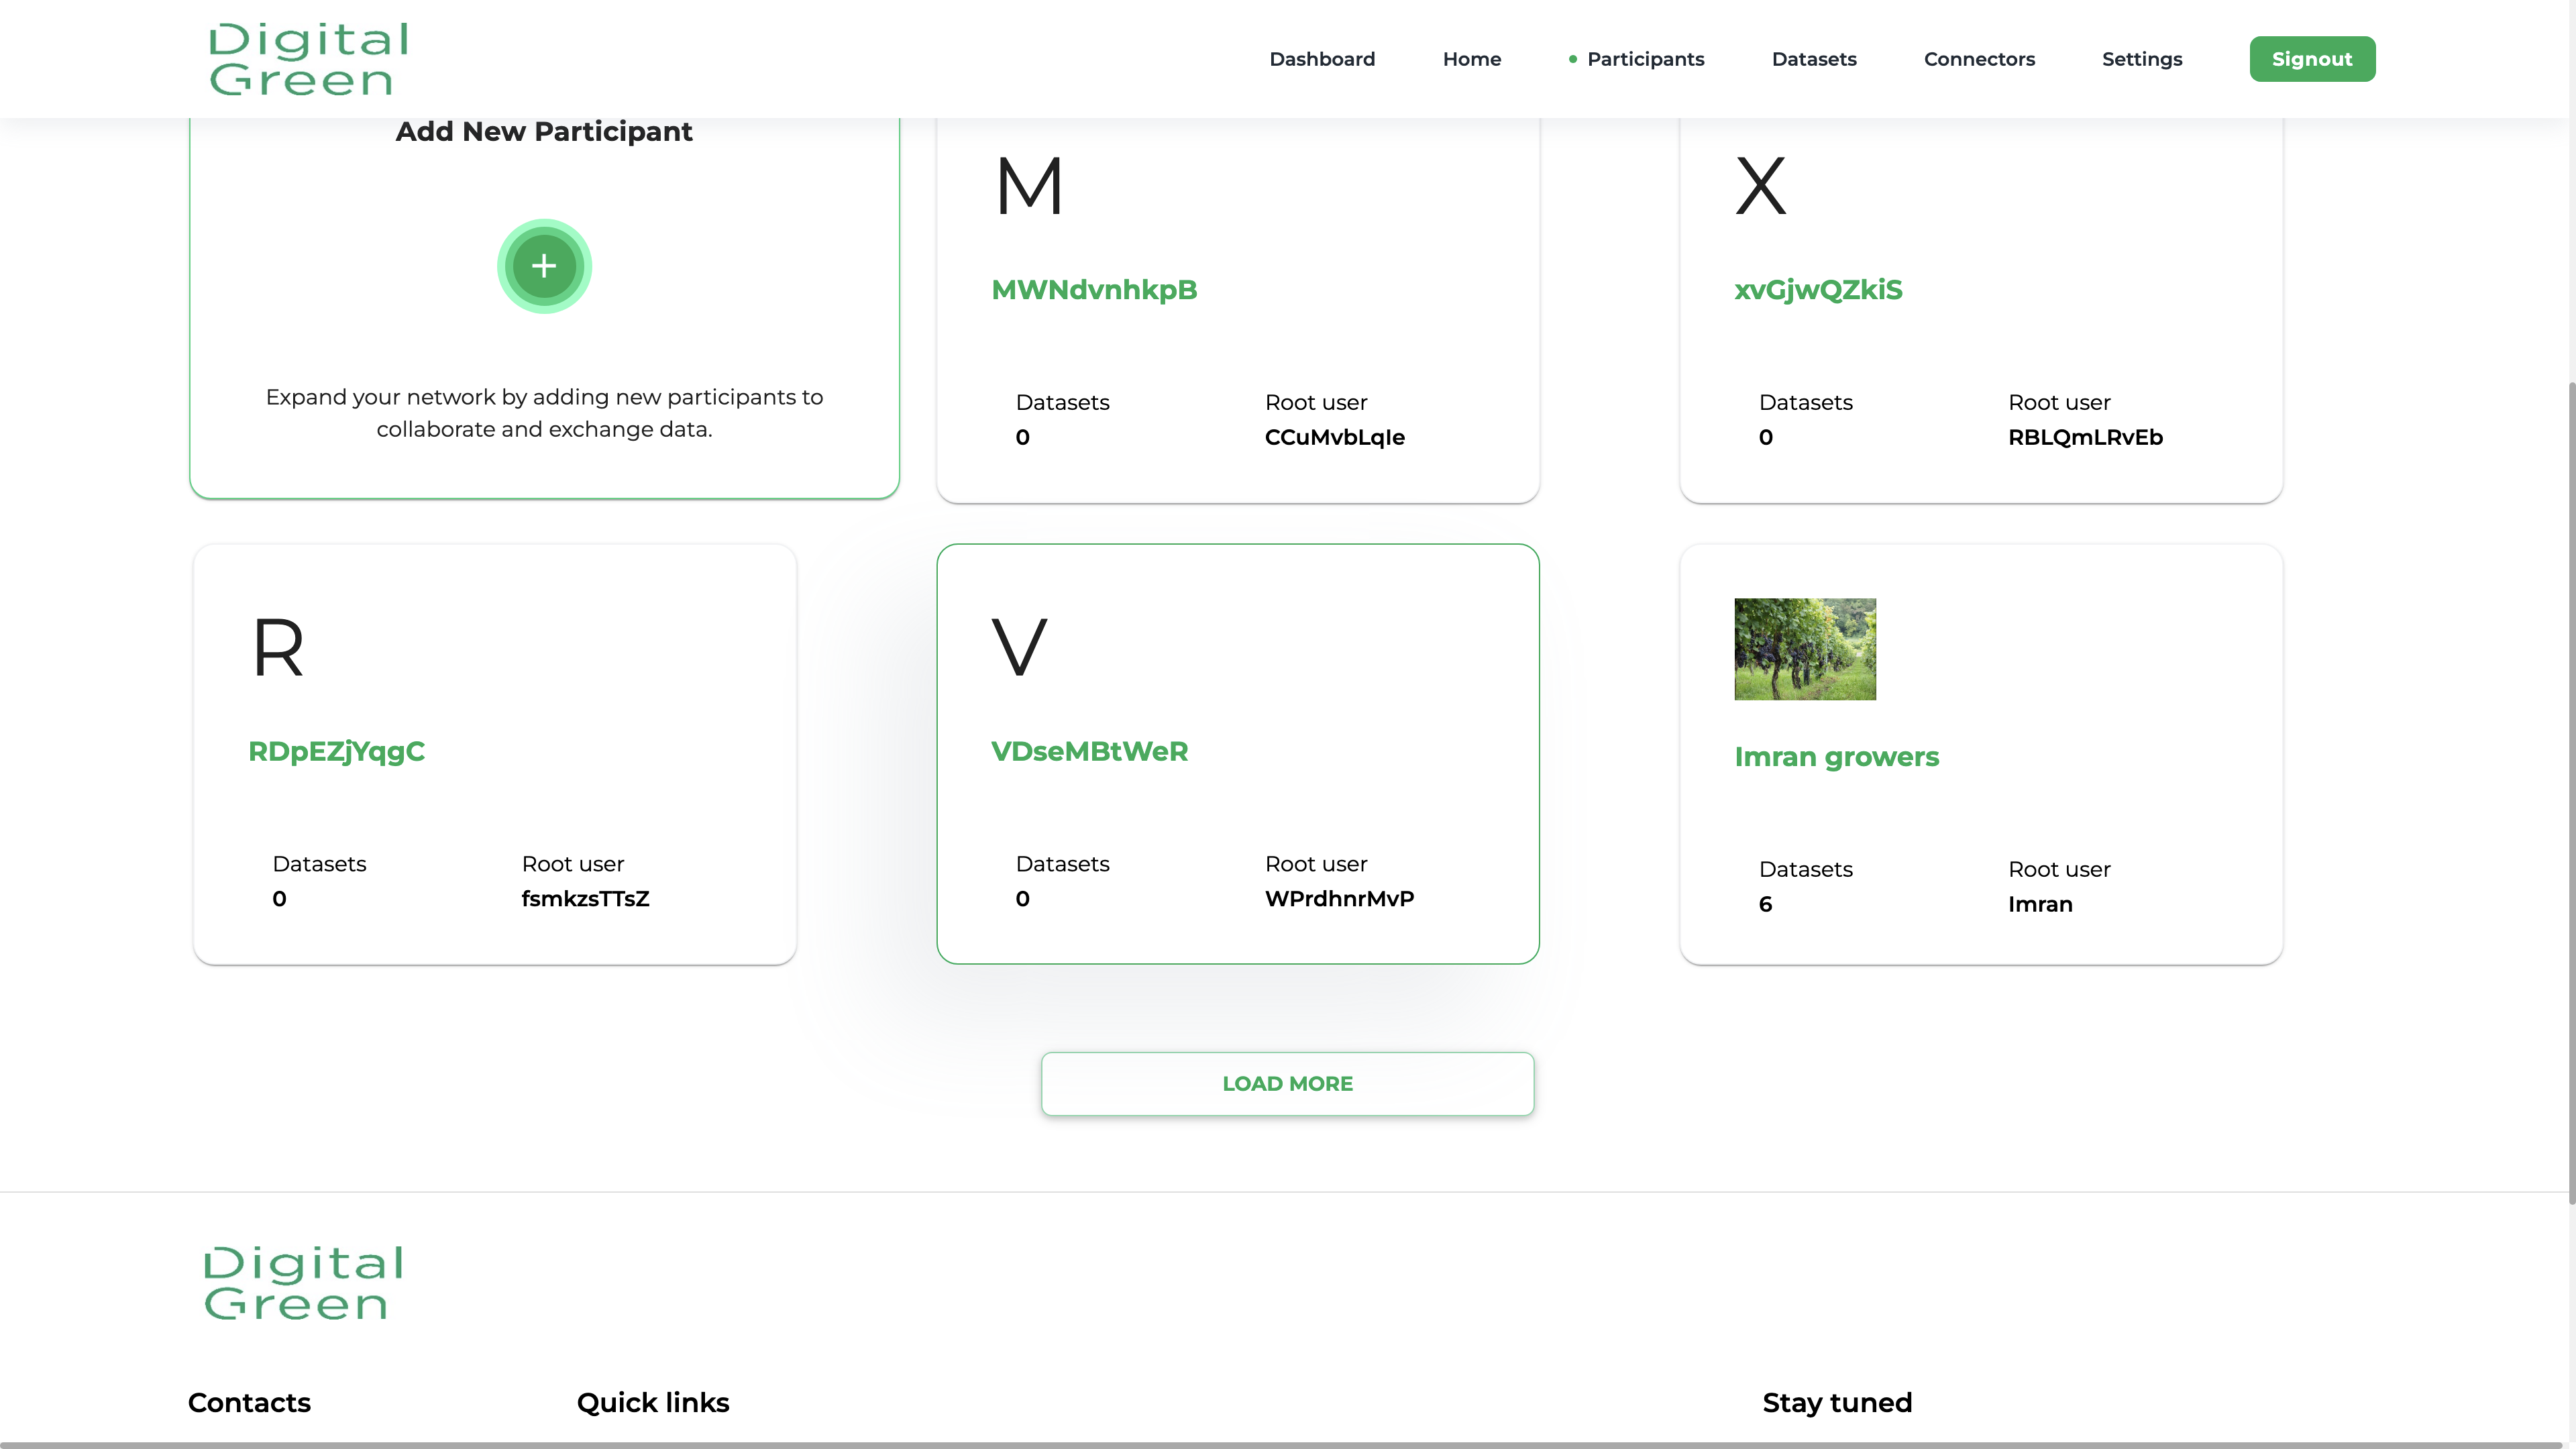 Digital
Green
Dashboard
Home
Participants
Datasets
Connectors
Settings
Signout
Add New Participant
Expand your network by adding new participants to
collaborate and exchange data.
M
MWNdvnhkpB
Datasets
0
Root user
CCuMvbLqIe
X
xvGjwQZkiS
Datasets
0
Root user
RBLQmLRvEb
R
RDpEZjYqgC
Datasets
0
Root user
fsmkzsTTsZ
V
VDseMBtWeR
Datasets
0
Root user
WPrdhnrMvP
Imran growers
Datasets
6
Root user
Imran
LOAD MORE
Digital
Green
Contacts
Quick links
Stay tuned